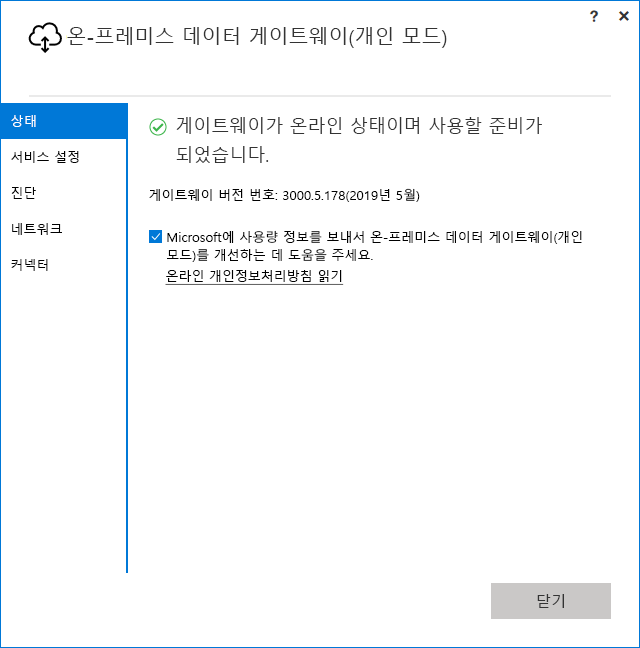 ? ×
온-프레미스 데이터 게이트웨이(개인 모드)
상태
서비스 설정
진단
네트워크
커넥터
게이트웨이가 온라인 상태이며 사용할 준비가
되었습니다.
게이트웨이 버전 번호: 3000.5.178(2019년 5월)
Microsoft에 사용량 정보를 보내서 온-프레미스 데이터 게이트웨이(개인
모드)를 개선하는 데 도움을 주세요.
온라인 개인정보처리방침 읽기
닫기